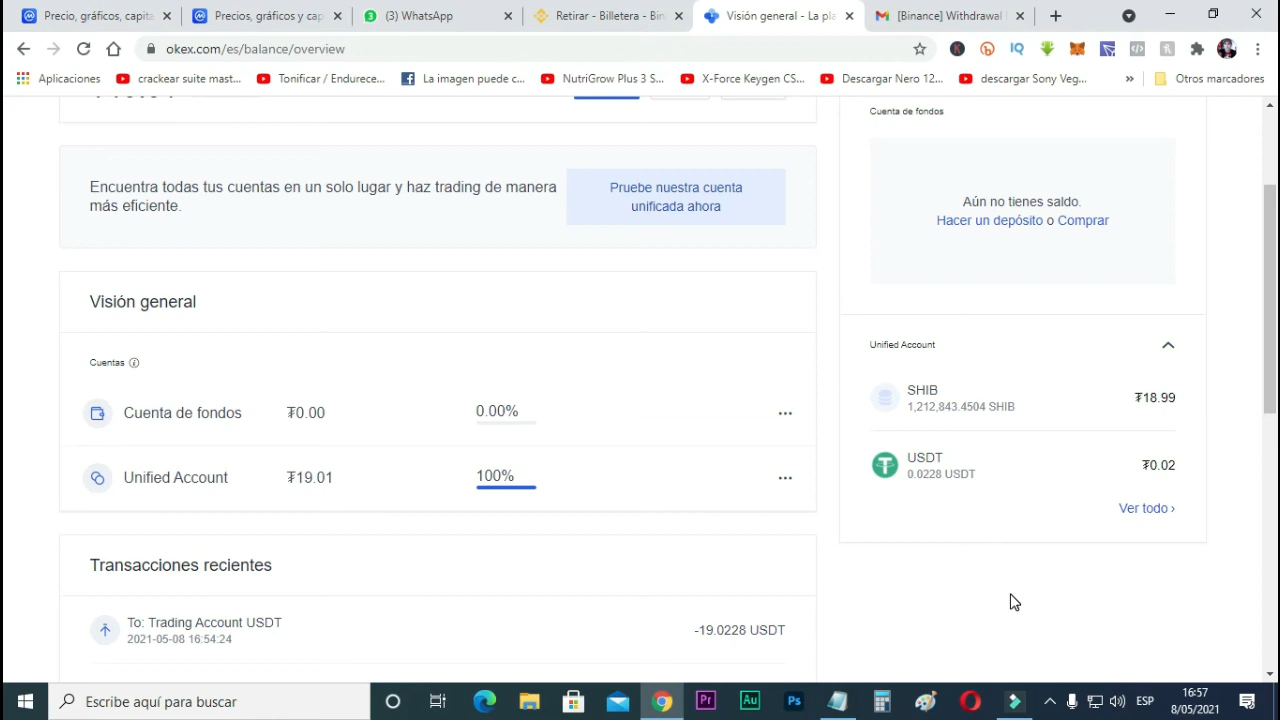 Precio, gráficos, capita
Precios, gráficos y cap
(3) WhatsApp
Retirar - Billetera - Bin
Visión general - La pla
[Binance] Withdrawal
okex.com/es/balance/overview
Aplicaciones
crackear suite mast...
Tonificar / Endurece...
La imagen puede c...
NutriGrow Plus 3 S...
X-Force Keygen CS...
Descargar Nero 12...
descargar Sony Veg...
»
Otros marcadores
Encuentra todas tus cuentas en un solo lugar y haz trading de manera
más eficiente.
Pruebe nuestra cuenta
unificada ahora
Visión general
Cuentas
Cuenta de fondos ₮0.00 0.00%
Unified Account ₮19.01 100%
Transacciones recientes
To: Trading Account USDT
2021-05-08 16:54:24
-19.0228 USDT
Cuenta de fondos
Aún no tienes saldo.
Hacer un depósito o Comprar
Unified Account
SHIB
1,212,843.4504 SHIB
₮18.99
USDT
0.0228 USDT
₮0.02
Ver todo ›
Escribe aquí para buscar
Pr
Au
Ps
ESP
16:57
8/05/2021